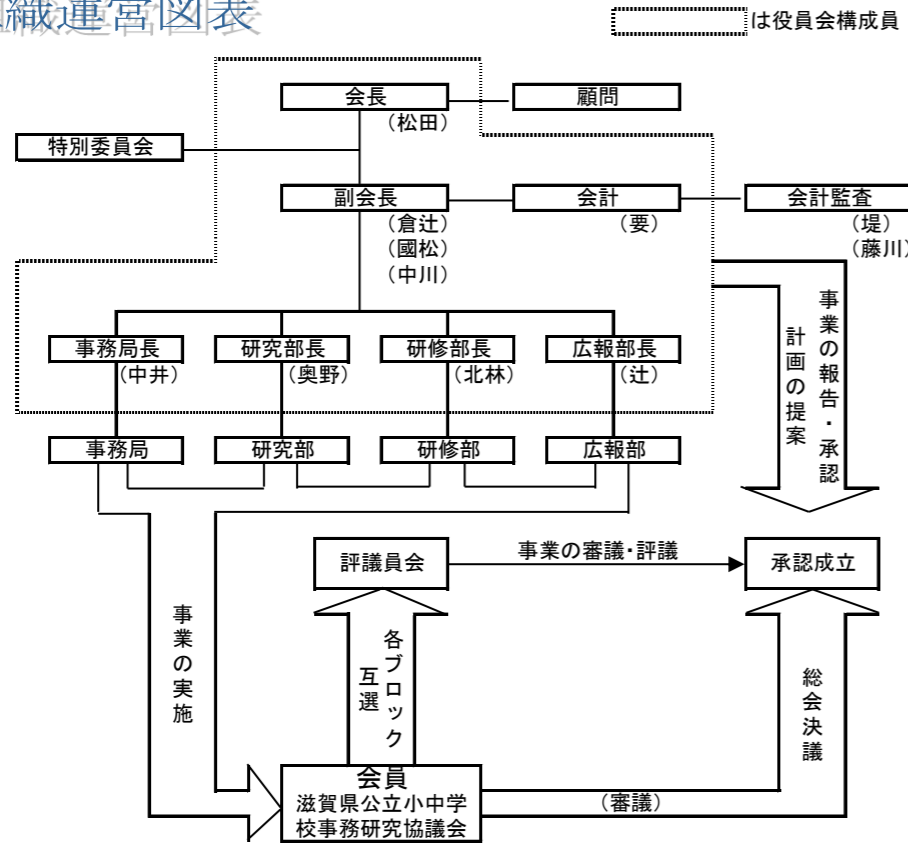 織運営図表
は役員会構成員
会長
顧問
（松田）
特別委員会
副会長
会計
会計監査
（倉辻）
（國松）
（中川）
（要）
（堤）
（藤川）
事務局長
研究部長
研修部長
広報部長
（中井）
（奥野）
（北林）
（辻）
事務局
研究部
研修部
広報部
事業の報告・承認
計画の提案
評議員会
事業の審議・評議
承認成立
事業の実施
各ブロック
互選
総会決議
会員
滋賀県公立小中学
校事務研究協議会
（審議）